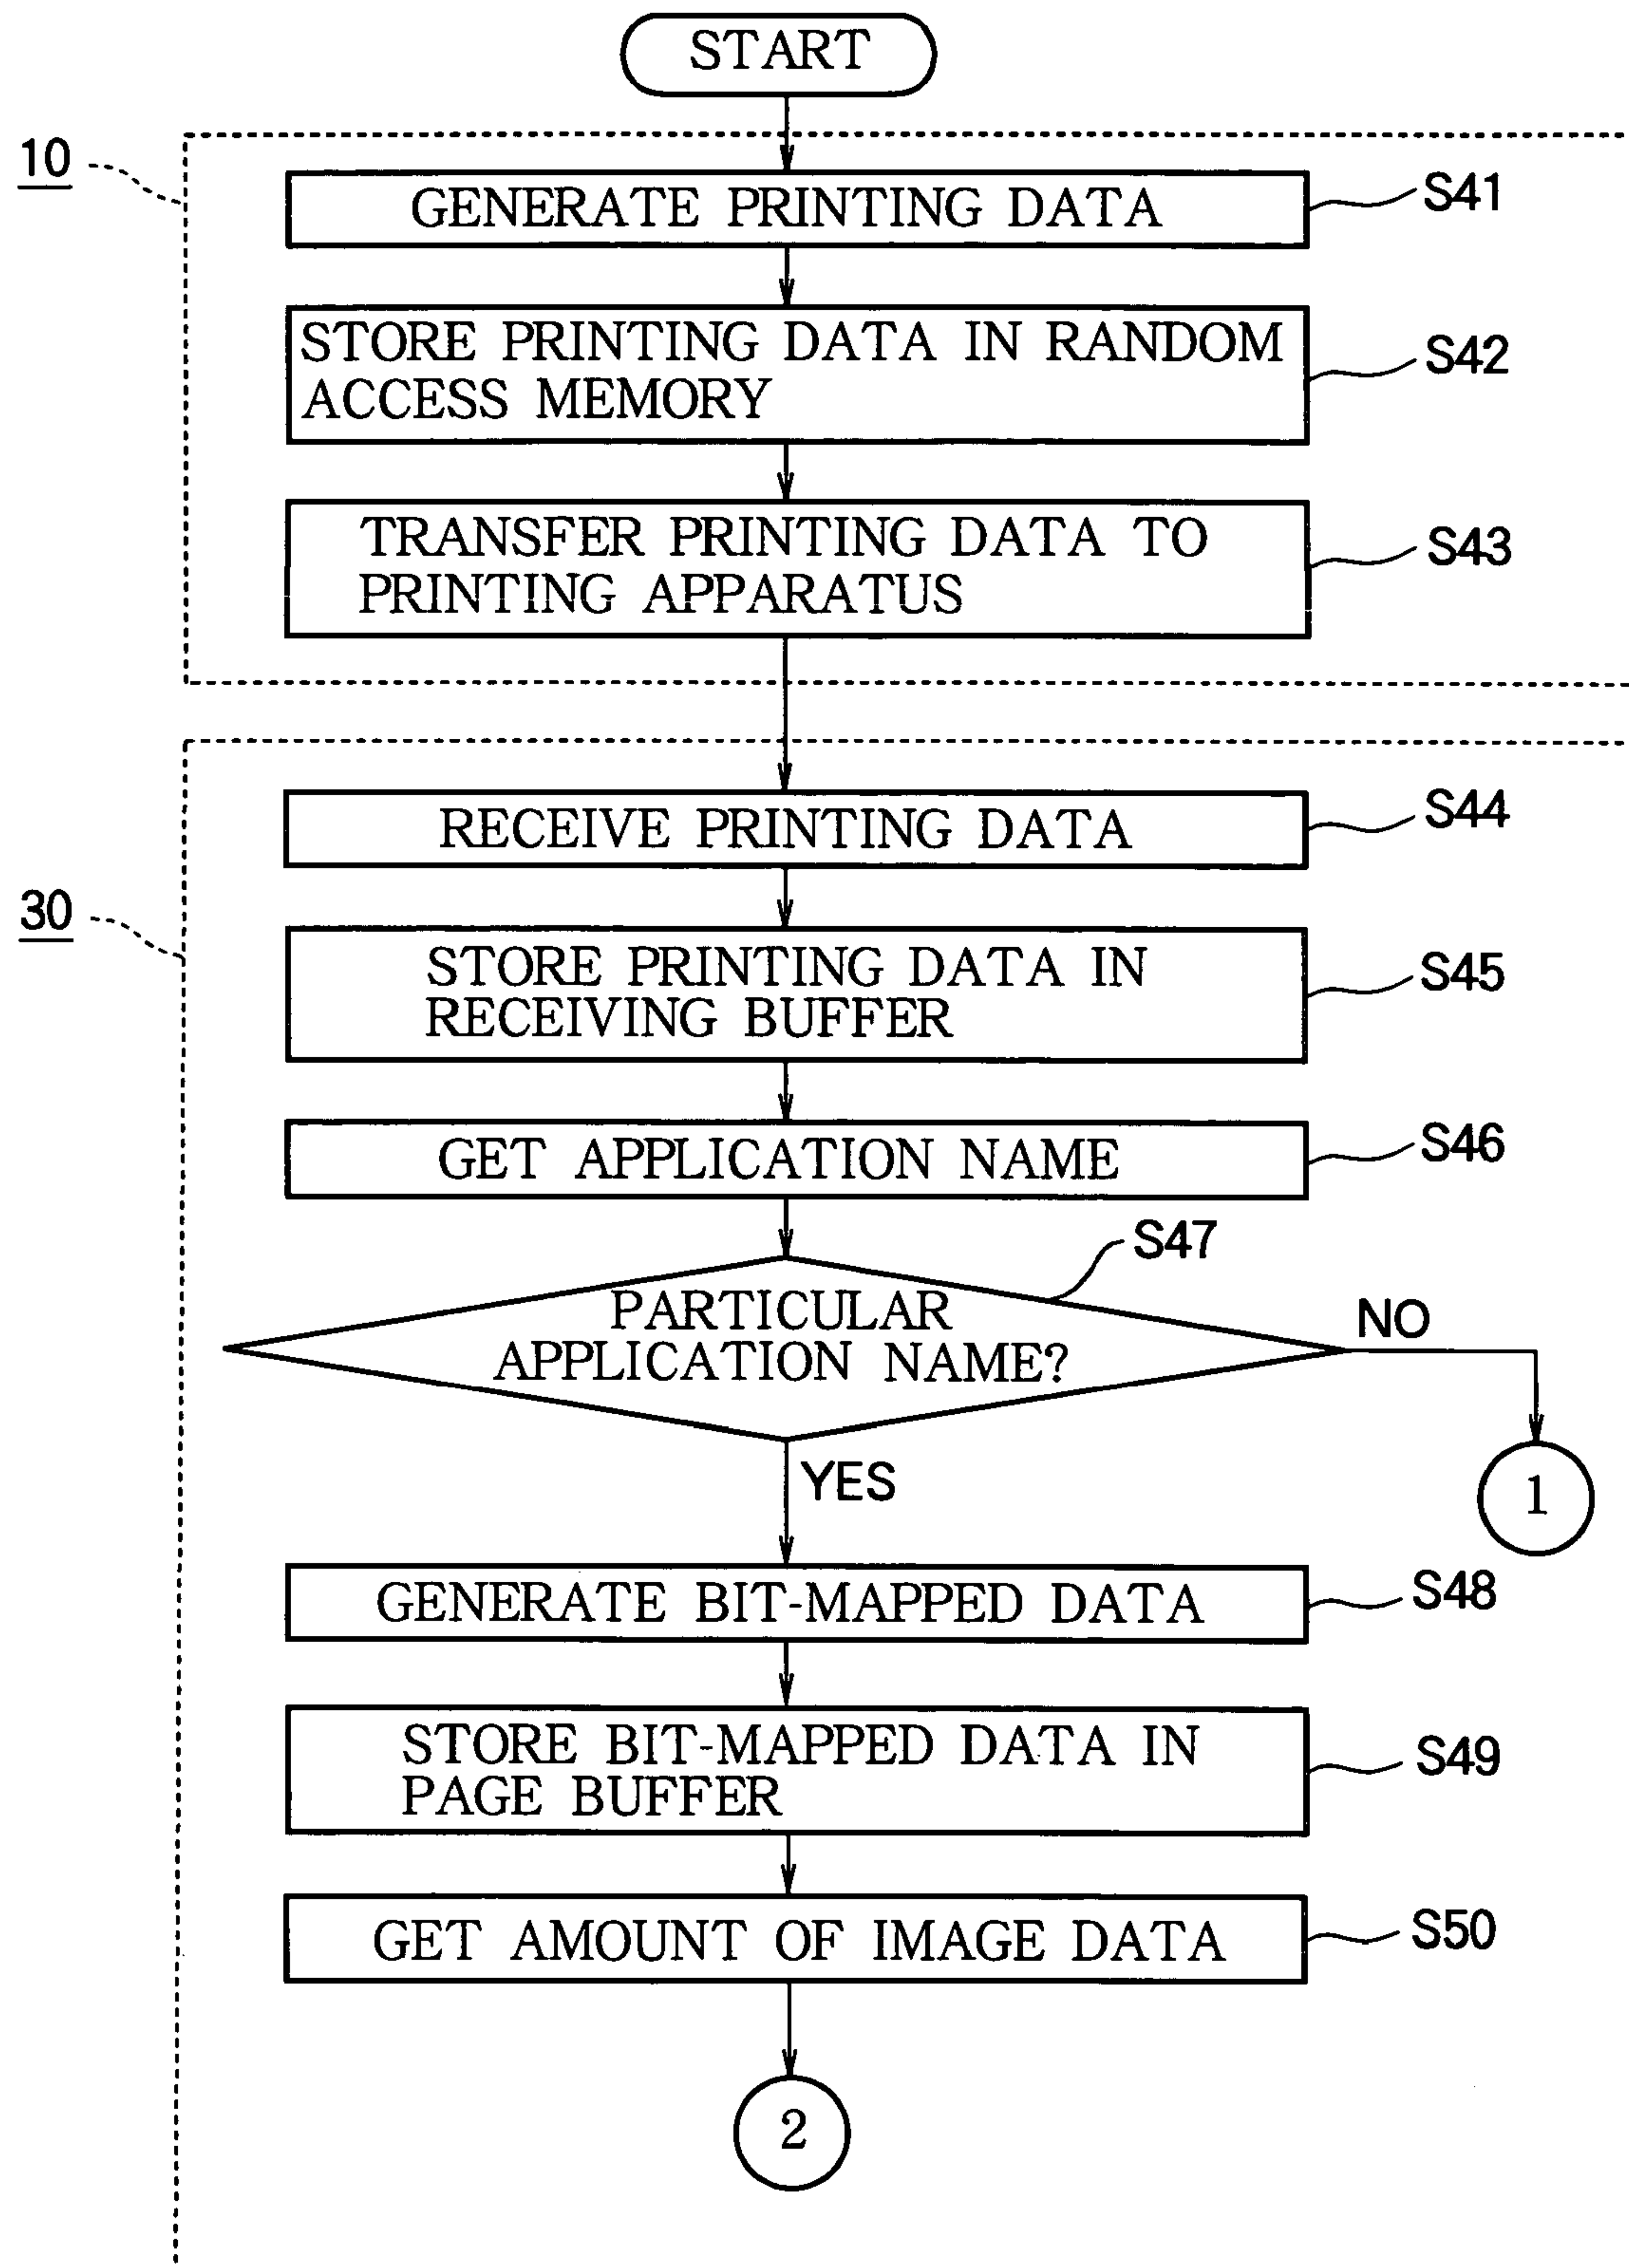 START
10
GENERATE PRINTING DATA
S41
STORE PRINTING DATA IN RANDOM
ACCESS MEMORY
S42
TRANSFER PRINTING DATA TO
PRINTING APPARATUS
S43
RECEIVE PRINTING DATA
S44
30
STORE PRINTING DATA IN
RECEIVING BUFFER
S45
GET APPLICATION NAME
S46
S47
PARTICULAR
APPLICATION NAME?
NO
1
YES
GENERATE BIT-MAPPED DATA
S48
STORE BIT-MAPPED DATA IN
PAGE BUFFER
S49
GET AMOUNT OF IMAGE DATA
S50
2